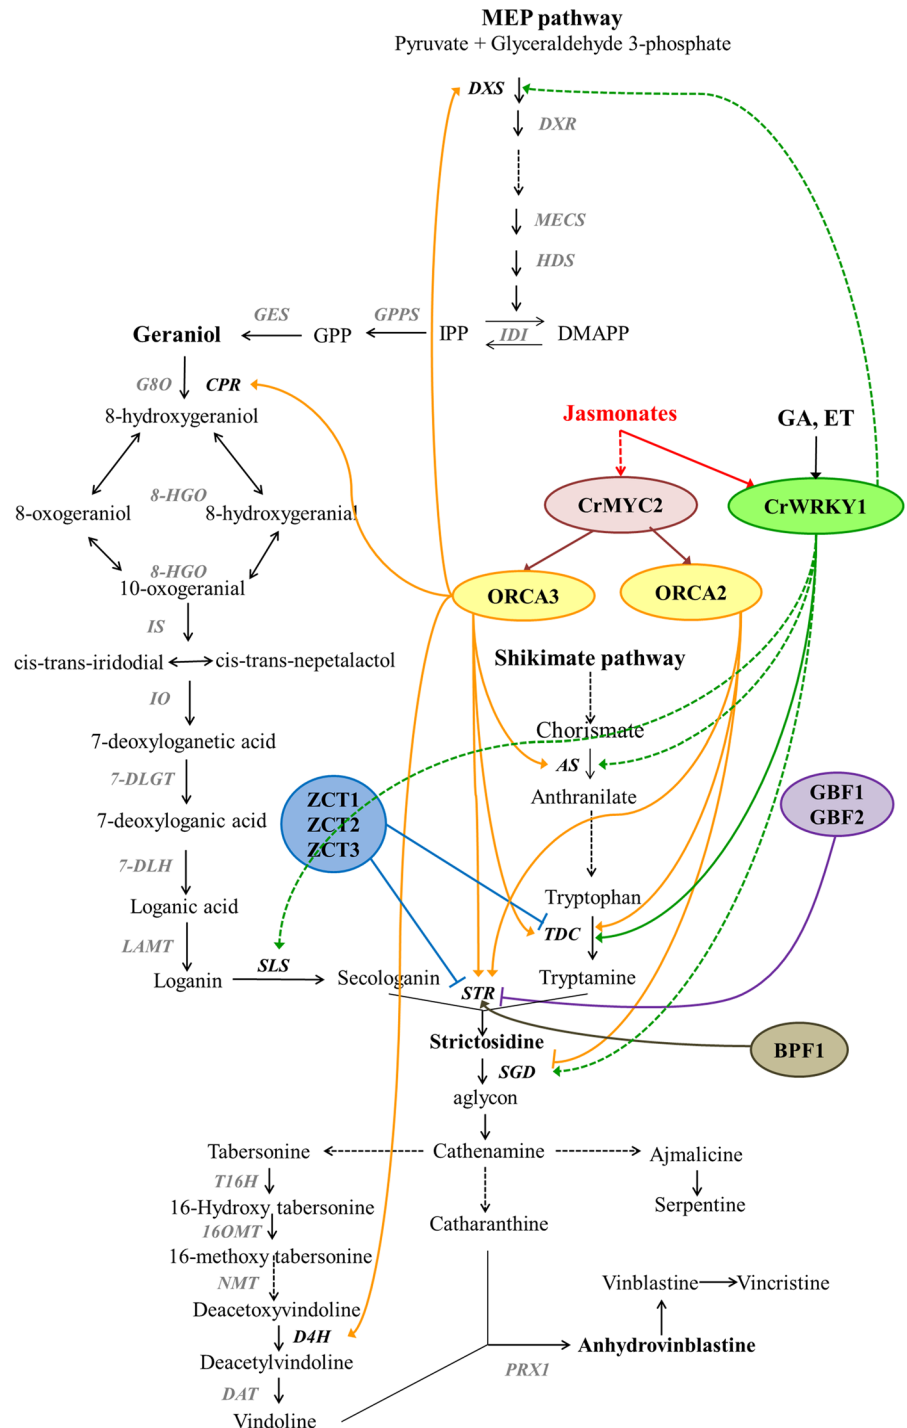 MEP pathway
Pyruvate + Glyceraldehyde 3-phosphate
DXS
DXR
MECS
HDS
GES
GPPS
Geraniol
GPP
IPP
IDI
DMAPP
G8O
CPR
8-hydroxygeraniol
Jasmonates
GA, ET
8-HGO
8-oxogeraniol
8-hydroxygeranial
CrMYC2
CrWRKY1
8-HGO
10-oxogeranial
ORCA3
ORCA2
IS
cis-trans-iridodial
cis-trans-nepetalactol
Shikimate pathway
IO
Chorismate
7-deoxyloganetic acid
AS
7-DLGT
Anthranilate
ZCT1
ZCT2
ZCT3
GBF1
GBF2
7-deoxyloganic acid
7-DLH
Loganic acid
Tryptophan
LAMT
TDC
SLS
Loganin
Secologanin
Tryptamine
STR
Strictosidine
BPF1
SGD
aglycon
Tabersonine
Cathenamine
Ajmalicine
T16H
16-Hydroxy tabersonine
Serpentine
Catharanthine
16OMT
16-methoxy tabersonine
NMT
Vinblastine
Vincristine
Deacetoxyvindoline
D4H
Anhydrovinblastine
Deacetylvindoline
PRX1
DAT
Vindoline